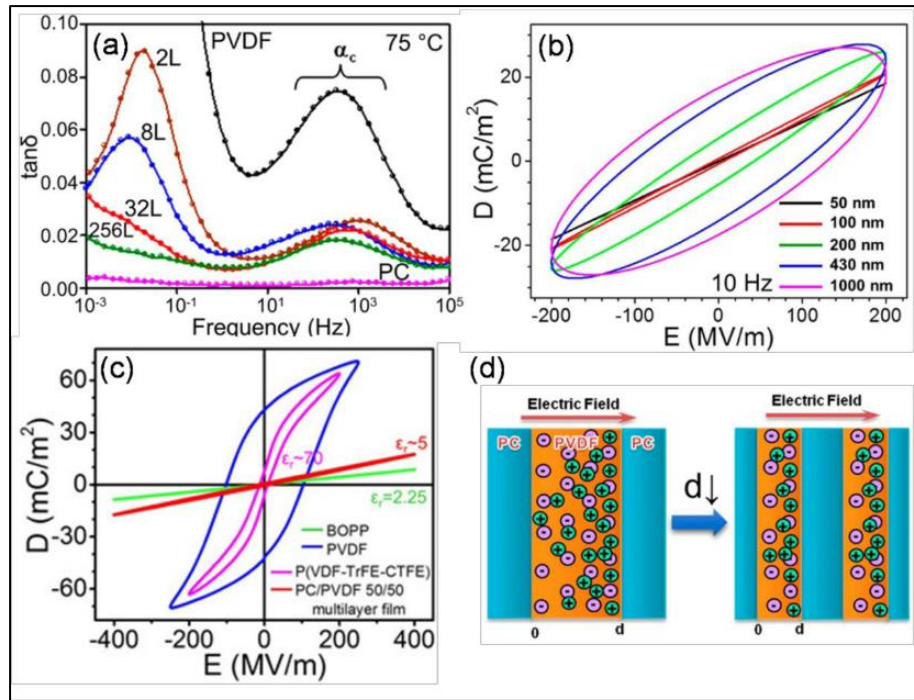 (a)
PVDF
75 °C
2L
αc
8L
32L
256L
PC
0.10
0.08
0.06
0.04
0.02
0.00
tanδ
10⁻³ 10⁻¹ 10¹ 10³ 10⁵
Frequency (Hz)
(b)
20
0
-20
D (mC/m²)
50 nm
100 nm
200 nm
430 nm
1000 nm
10 Hz
-200 -100 0 100 200
E (MV/m)
(c)
60
30
0
-30
-60
D (mC/m²)
εr~70
εr~5
εr=2.25
BOPP
PVDF
P(VDF-TrFE-CTFE)
PC/PVDF 50/50
multilayer film
-400 -200 0 200 400
E (MV/m)
(d)
Electric Field
PC PVDF PC
0 d
d↓
Electric Field
0 d